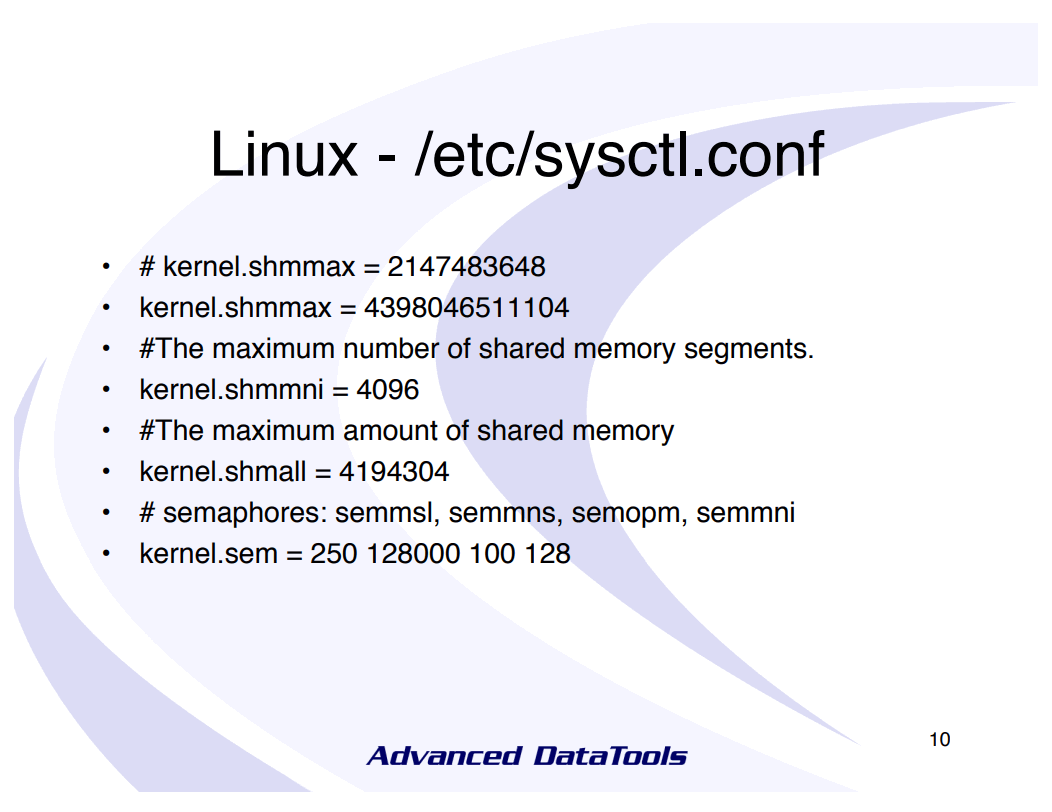 Linux - /etc/sysctl.conf
• # kernel.shmmax = 2147483648
• kernel.shmmax = 4398046511104
• #The maximum number of shared memory segments.
• kernel.shmmni = 4096
• #The maximum amount of shared memory
• kernel.shmall = 4194304
• # semaphores: semmsl, semmns, semopm, semmni
• kernel.sem = 250 128000 100 128
10
Advanced DataTools